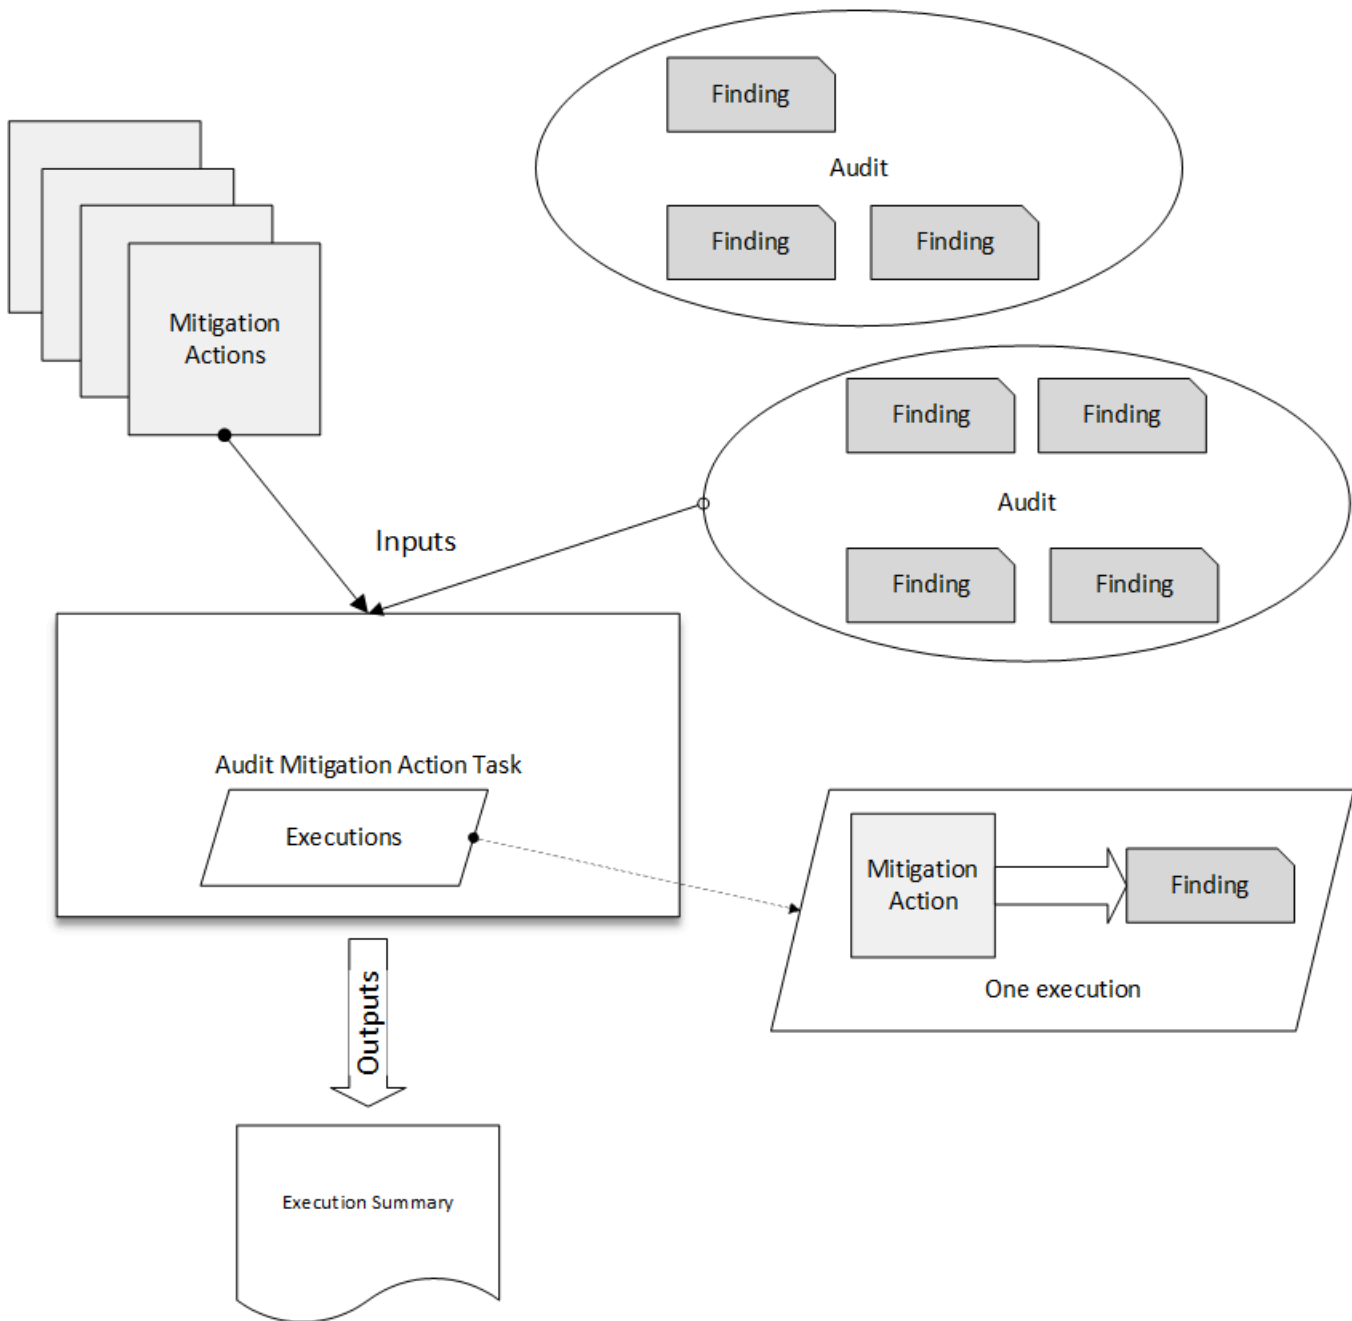 Finding
Audit
Finding
Finding
Mitigation
Actions
Finding
Finding
Audit
Inputs
Finding
Finding
Audit Mitigation Action Task
Executions
Mitigation
Action
Finding
One execution
Outputs
Execution Summary